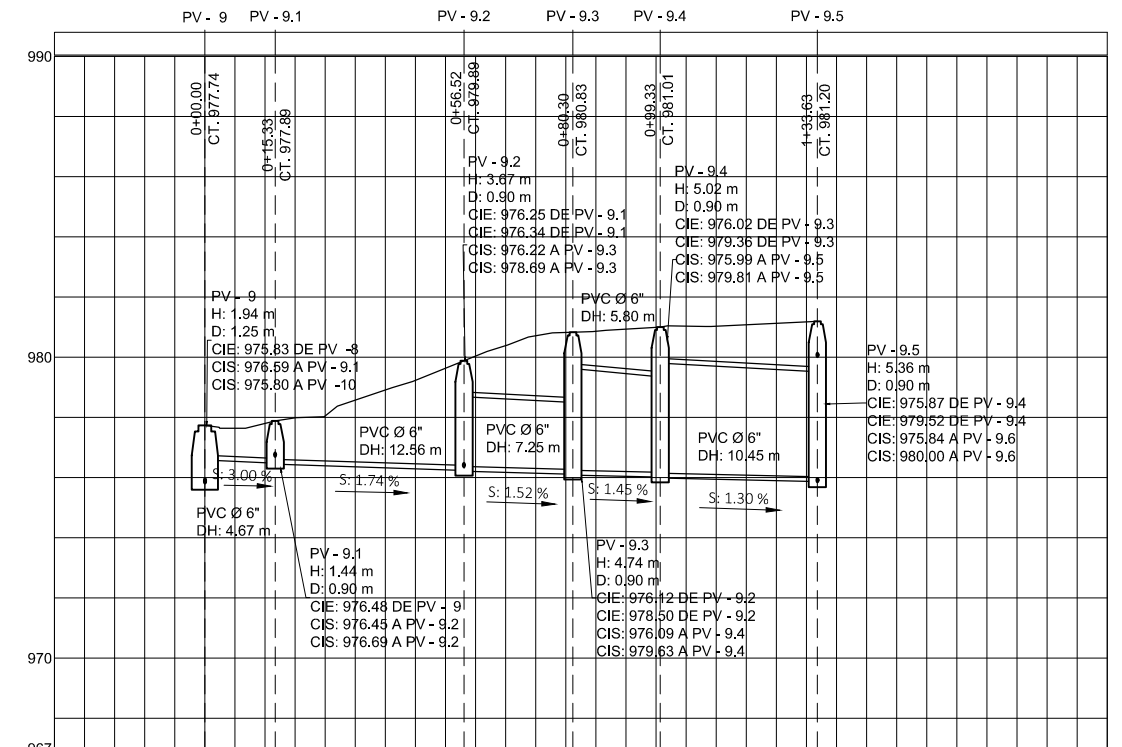 PV - 9
PV - 9.1
PV - 9.2
PV - 9.3
PV - 9.4
PV - 9.5
990
0+00.00
CT. 977.74
0+15.33
CT. 977.89
0+56.52
CT. 979.89
0+80.30
CT. 980.83
0+99.33
CT. 981.01
1+33.63
CT. 981.20
PV - 9.2
H: 3.67 m
D: 0.90 m
CIE: 976.25 DE PV - 9.1
CIE: 976.34 DE PV - 9.1
CIS: 976.22 A PV - 9.3
CIS: 978.69 A PV - 9.3
PV - 9.4
H: 5.02 m
D: 0.90 m
CIE: 976.02 DE PV - 9.3
CIE: 979.36 DE PV - 9.3
CIS: 975.99 A PV - 9.5
CIS: 979.81 A PV - 9.5
PV - 9
H: 1.94 m
D: 1.25 m
CIE: 975.83 DE PV -8
CIS: 976.59 A PV - 9.1
CIS: 975.80 A PV -10
PVC Ø 6"
DH: 5.80 m
980
PV - 9.5
H: 5.36 m
D: 0.90 m
CIE: 975.87 DE PV - 9.4
CIE: 979.52 DE PV - 9.4
CIS: 975.84 A PV - 9.6
CIS: 980.00 A PV - 9.6
PVC Ø 6"
DH: 12.56 m
PVC Ø 6"
DH: 7.25 m
PVC Ø 6"
DH: 10.45 m
S: 3.00 %
S: 1.74 %
S: 1.52 %
S: 1.45 %
S: 1.30 %
PVC Ø 6"
DH: 4.67 m
PV - 9.1
H: 1.44 m
D: 0.90 m
CIE: 976.48 DE PV - 9
CIS: 976.45 A PV - 9.2
CIS: 976.69 A PV - 9.2
PV - 9.3
H: 4.74 m
D: 0.90 m
CIE: 976.12 DE PV - 9.2
CIE: 978.50 DE PV - 9.2
CIS: 976.09 A PV - 9.4
CIS: 979.63 A PV - 9.4
970
967